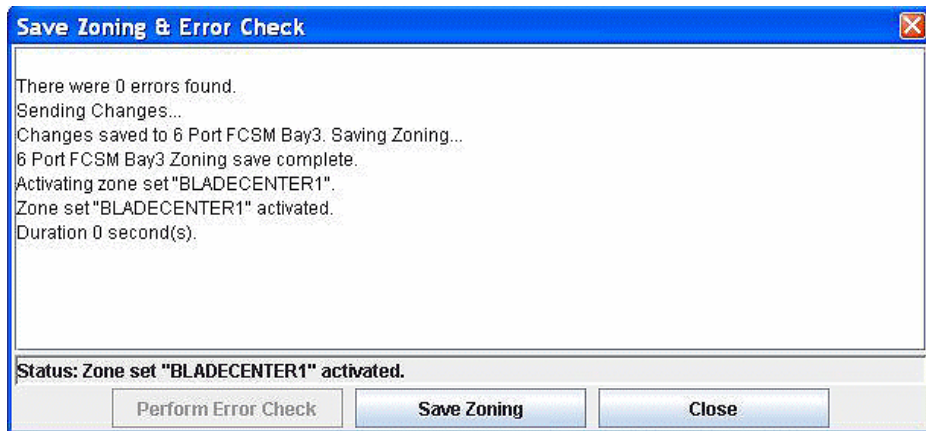 Save Zoning & Error Check
There were 0 errors found.
Sending Changes...
Changes saved to 6 Port FCSM Bay3. Saving Zoning...
6 Port FCSM Bay3 Zoning save complete.
Activating zone set "BLADECENTER1".
Zone set "BLADECENTER1" activated.
Duration 0 second(s).
Status: Zone set "BLADECENTER1" activated.
Perform Error Check
Save Zoning
Close